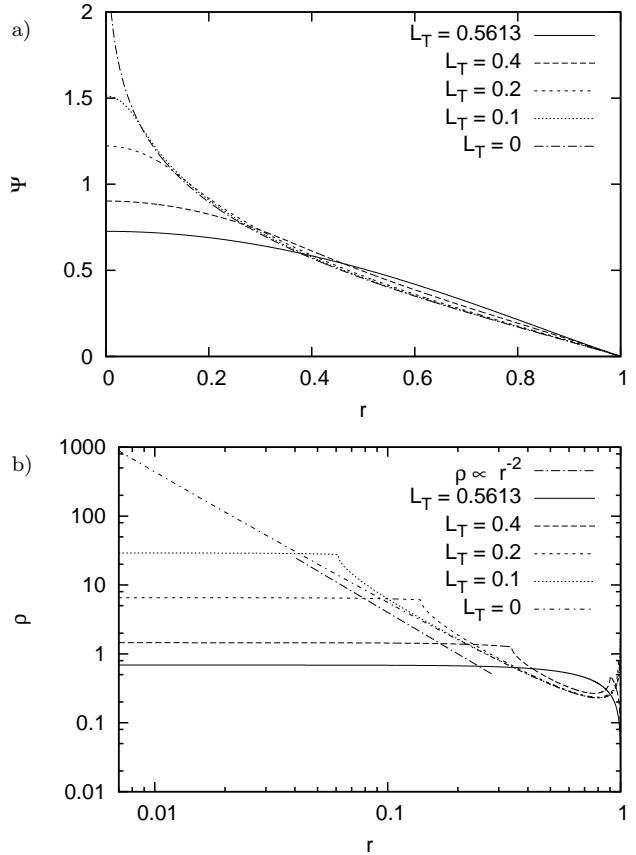 a)
2
1.5
1
0.5
0
Ψ
L_T = 0.5613
L_T = 0.4
L_T = 0.2
L_T = 0.1
L_T = 0
0 0.2 0.4 0.6 0.8 1
r
b)
1000
100
10
1
0.1
0.01
ρ
ρ ∝ r^-2
L_T = 0.5613
L_T = 0.4
L_T = 0.2
L_T = 0.1
L_T = 0
0.01 0.1 1
r